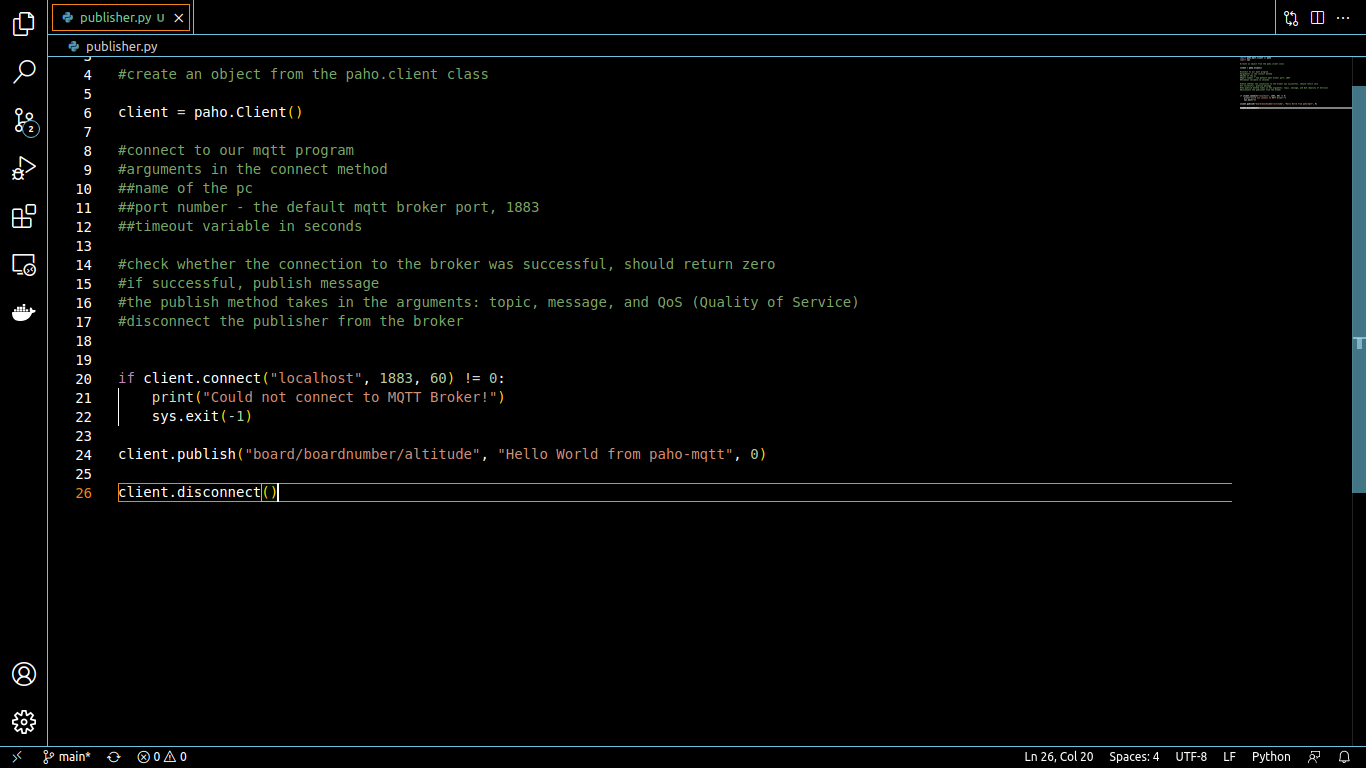 publisher.py U
publisher.py
3
4 #create an object from the paho.client class
5
6 client = paho.Client()
7
8 #connect to our mqtt program
9 #arguments in the connect method
10 ##name of the pc
11 ##port number - the default mqtt broker port, 1883
12 ##timeout variable in seconds
13
14 #check whether the connection to the broker was successful, should return zero
15 #if successful, publish message
16 #the publish method takes in the arguments: topic, message, and QoS (Quality of Service)
17 #disconnect the publisher from the broker
18
19
20 if client.connect("localhost", 1883, 60) != 0:
21 print("Could not connect to MQTT Broker!")
22 sys.exit(-1)
23
24 client.publish("board/boardnumber/altitude", "Hello World from paho-mqtt", 0)
25
26 client.disconnect()
2
main* 0 0 Ln 26, Col 20 Spaces: 4 UTF-8 LF Python